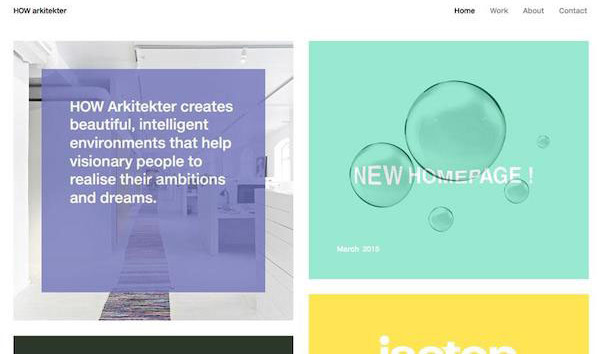 HOW arkitekter
Home Work About Contact
HOW Arkitekter creates
beautiful, intelligent
environments that help
visionary people to
realise their ambitions
and dreams.
NEW HOMEPAGE !
March 2015